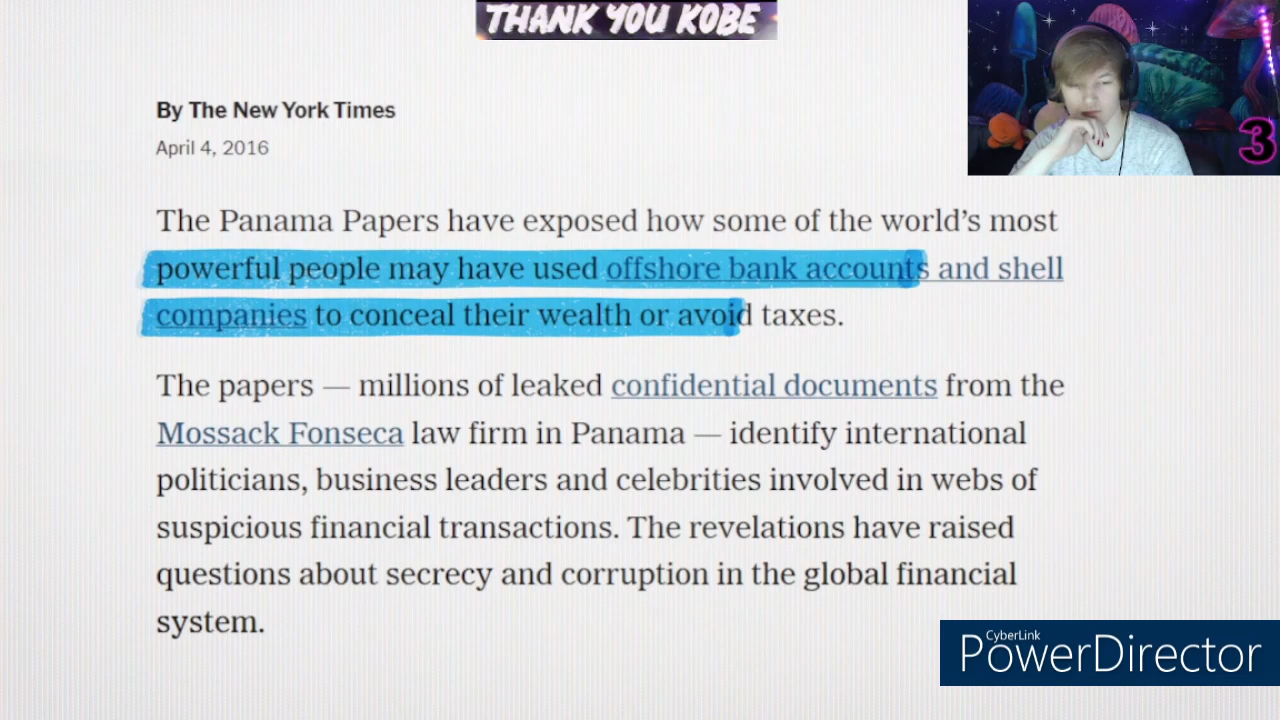 THANK YOU KOBE
By The New York Times
April 4, 2016
3
The Panama Papers have exposed how some of the world’s most
powerful people may have used offshore bank accounts and shell
companies to conceal their wealth or avoid taxes.
The papers — millions of leaked confidential documents from the
Mossack Fonseca law firm in Panama — identify international
politicians, business leaders and celebrities involved in webs of
suspicious financial transactions. The revelations have raised
questions about secrecy and corruption in the global financial
system.
CyberLink
PowerDirector